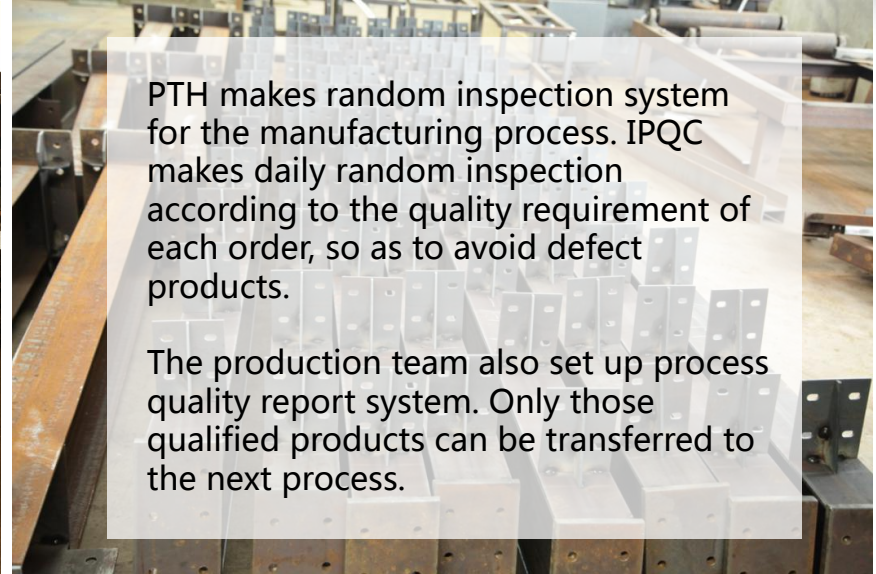 PTH makes random inspection system
for the manufacturing process. IPQC
makes daily random inspection
according to the quality requirement of
each order, so as to avoid defect
products.
The production team also set up process
quality report system. Only those
qualified products can be transferred to
the next process.